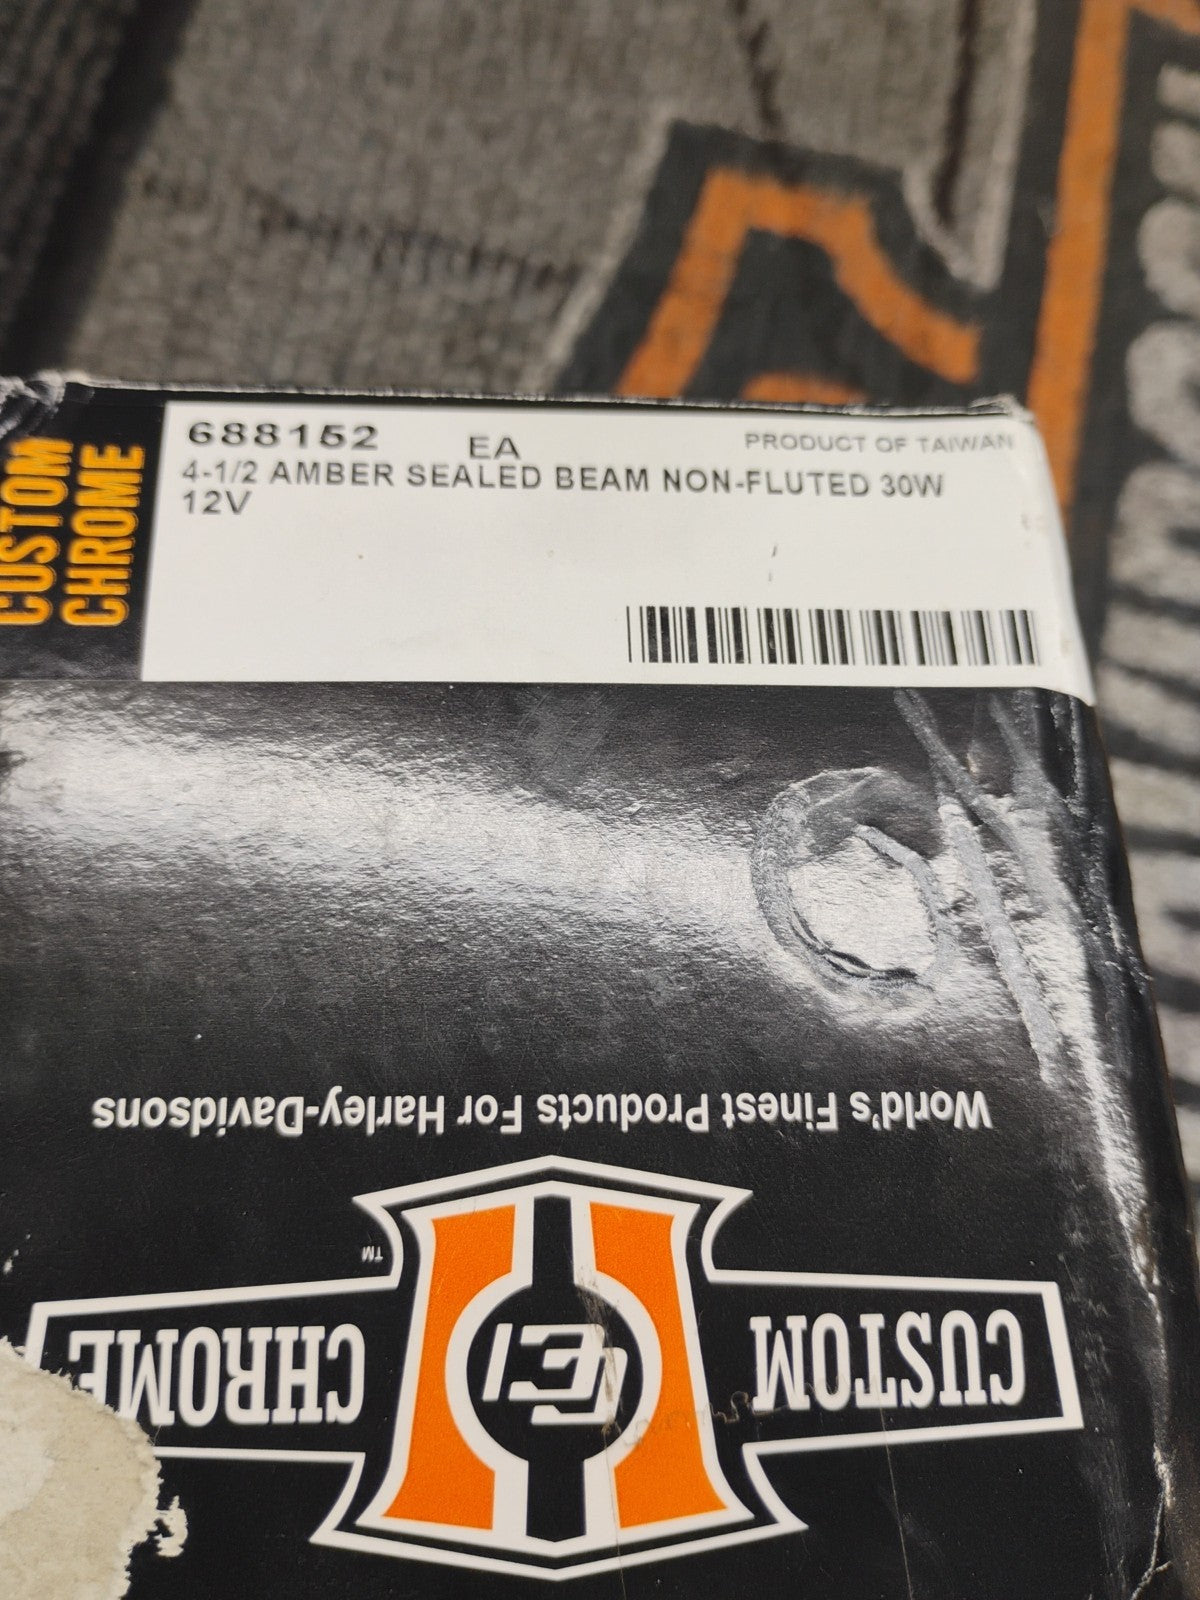 688152 EA PRODUCT OF TAIWAN
4-1/2 AMBER SEALED BEAM NON-FLUTED 30W
12V
CUSTOM
CHROME
World's Finest Products For Harley-Davidsons
CUSTOM CCI CHROME ™